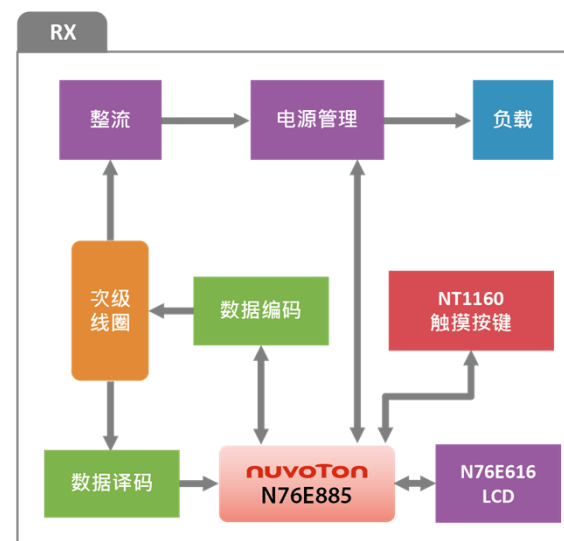 RX
整流
电源管理
负载
次级
线圈
数据编码
NT1160
触摸按键
数据译码
nuvoTon
N76E885
N76E616
LCD